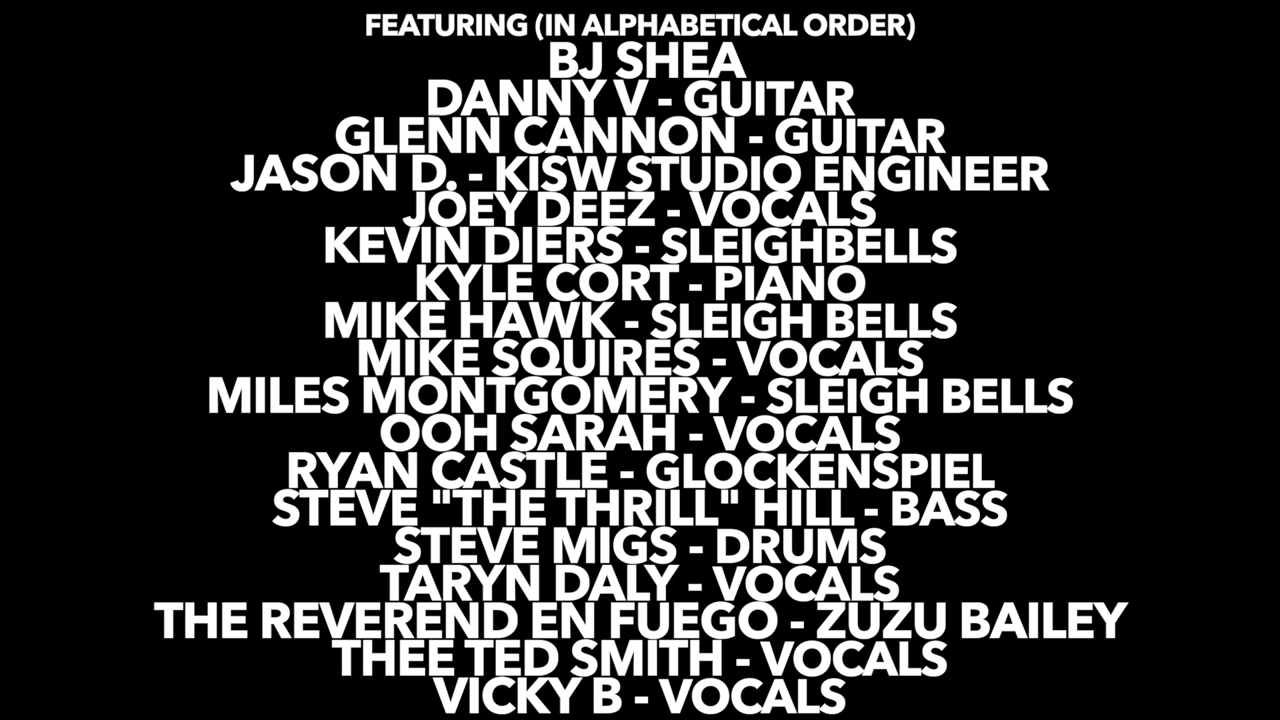 FEATURING (IN ALPHABETICAL ORDER)
BJ SHEA
DANNY V - GUITAR
GLENN CANNON - GUITAR
JASON D. - KISW STUDIO ENGINEER
JOEY DEEZ - VOCALS
KEVIN DIERS - SLEIGHBELLS
KYLE CORT - PIANO
MIKE HAWK - SLEIGH BELLS
MIKE SQUIRES - VOCALS
MILES MONTGOMERY - SLEIGH BELLS
OOH SARAH - VOCALS
RYAN CASTLE - GLOCKENSPIEL
STEVE "THE THRILL" HILL - BASS
STEVE MIGS - DRUMS
TARYN DALY - VOCALS
THE REVEREND EN FUEGO - ZUZU BAILEY
THEE TED SMITH - VOCALS
VICKY B - VOCALS